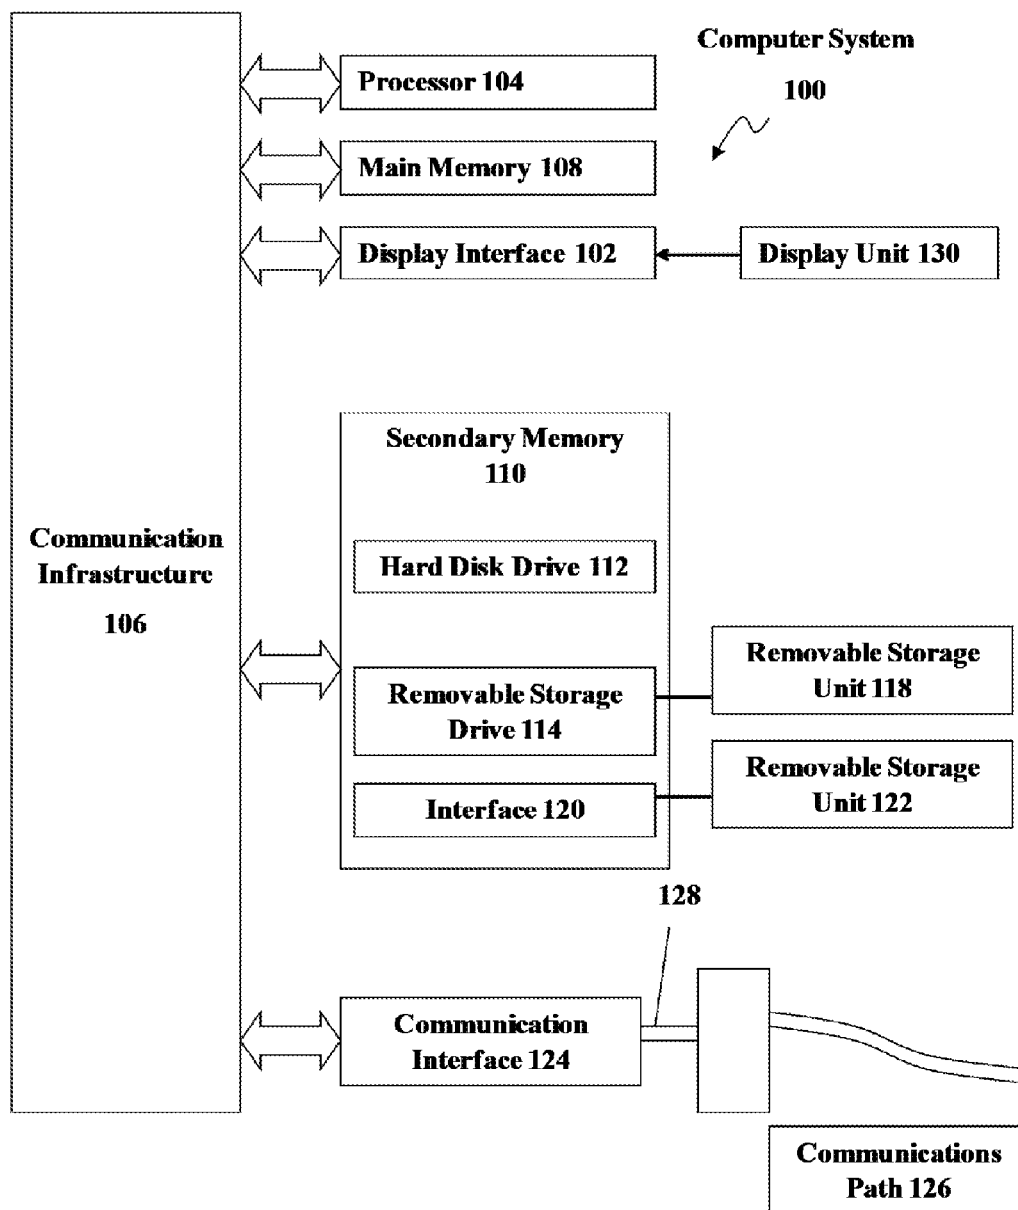 Computer System
100
Processor 104
Main Memory 108
Display Interface 102
Display Unit 130
Secondary Memory
110
Communication
Infrastructure
106
Hard Disk Drive 112
Removable Storage
Drive 114
Removable Storage
Unit 118
Interface 120
Removable Storage
Unit 122
128
Communication
Interface 124
Communications
Path 126